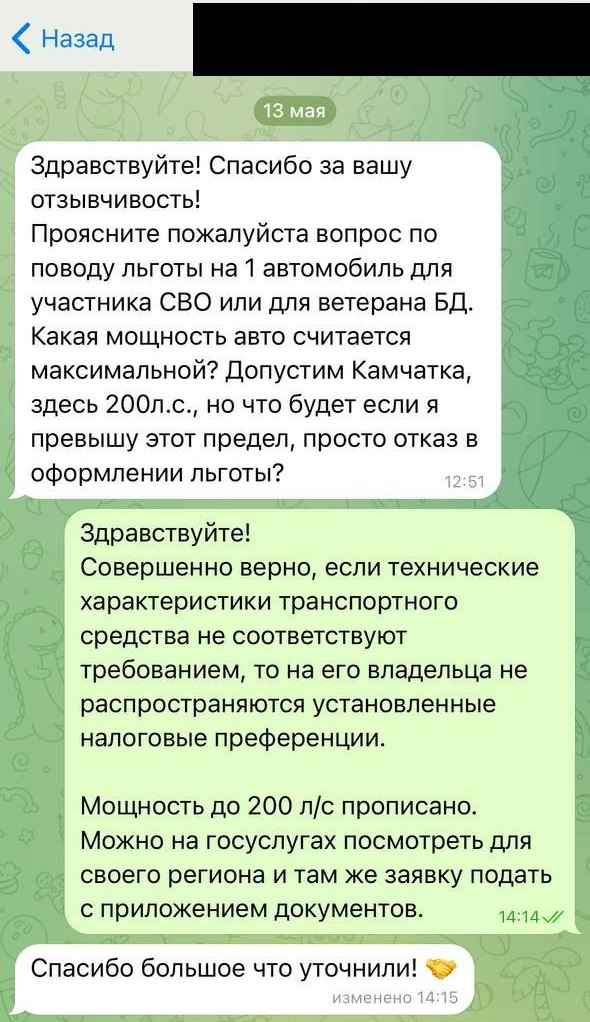 Назад
13 мая
Здравствуйте! Спасибо за вашу
отзывчивость!
Проясните пожалуйста вопрос по
поводу льготы на 1 автомобиль для
участника СВО или для ветерана БД.
Какая мощность авто считается
максимальной? Допустим Камчатка,
здесь 200л.с., но что будет если я
превышу этот предел, просто отказ в
оформлении льготы?
12:51
Здравствуйте!
Совершенно верно, если технические
характеристики транспортного
средства не соответствуют
требованием, то на его владельца не
распространяются установленные
налоговые преференции.
Мощность до 200 л/с прописано.
Можно на госуслугах посмотреть для
своего региона и там же заявку подать
с приложением документов.
14:14
Спасибо большое что уточнили! 🤝
изменено 14:15